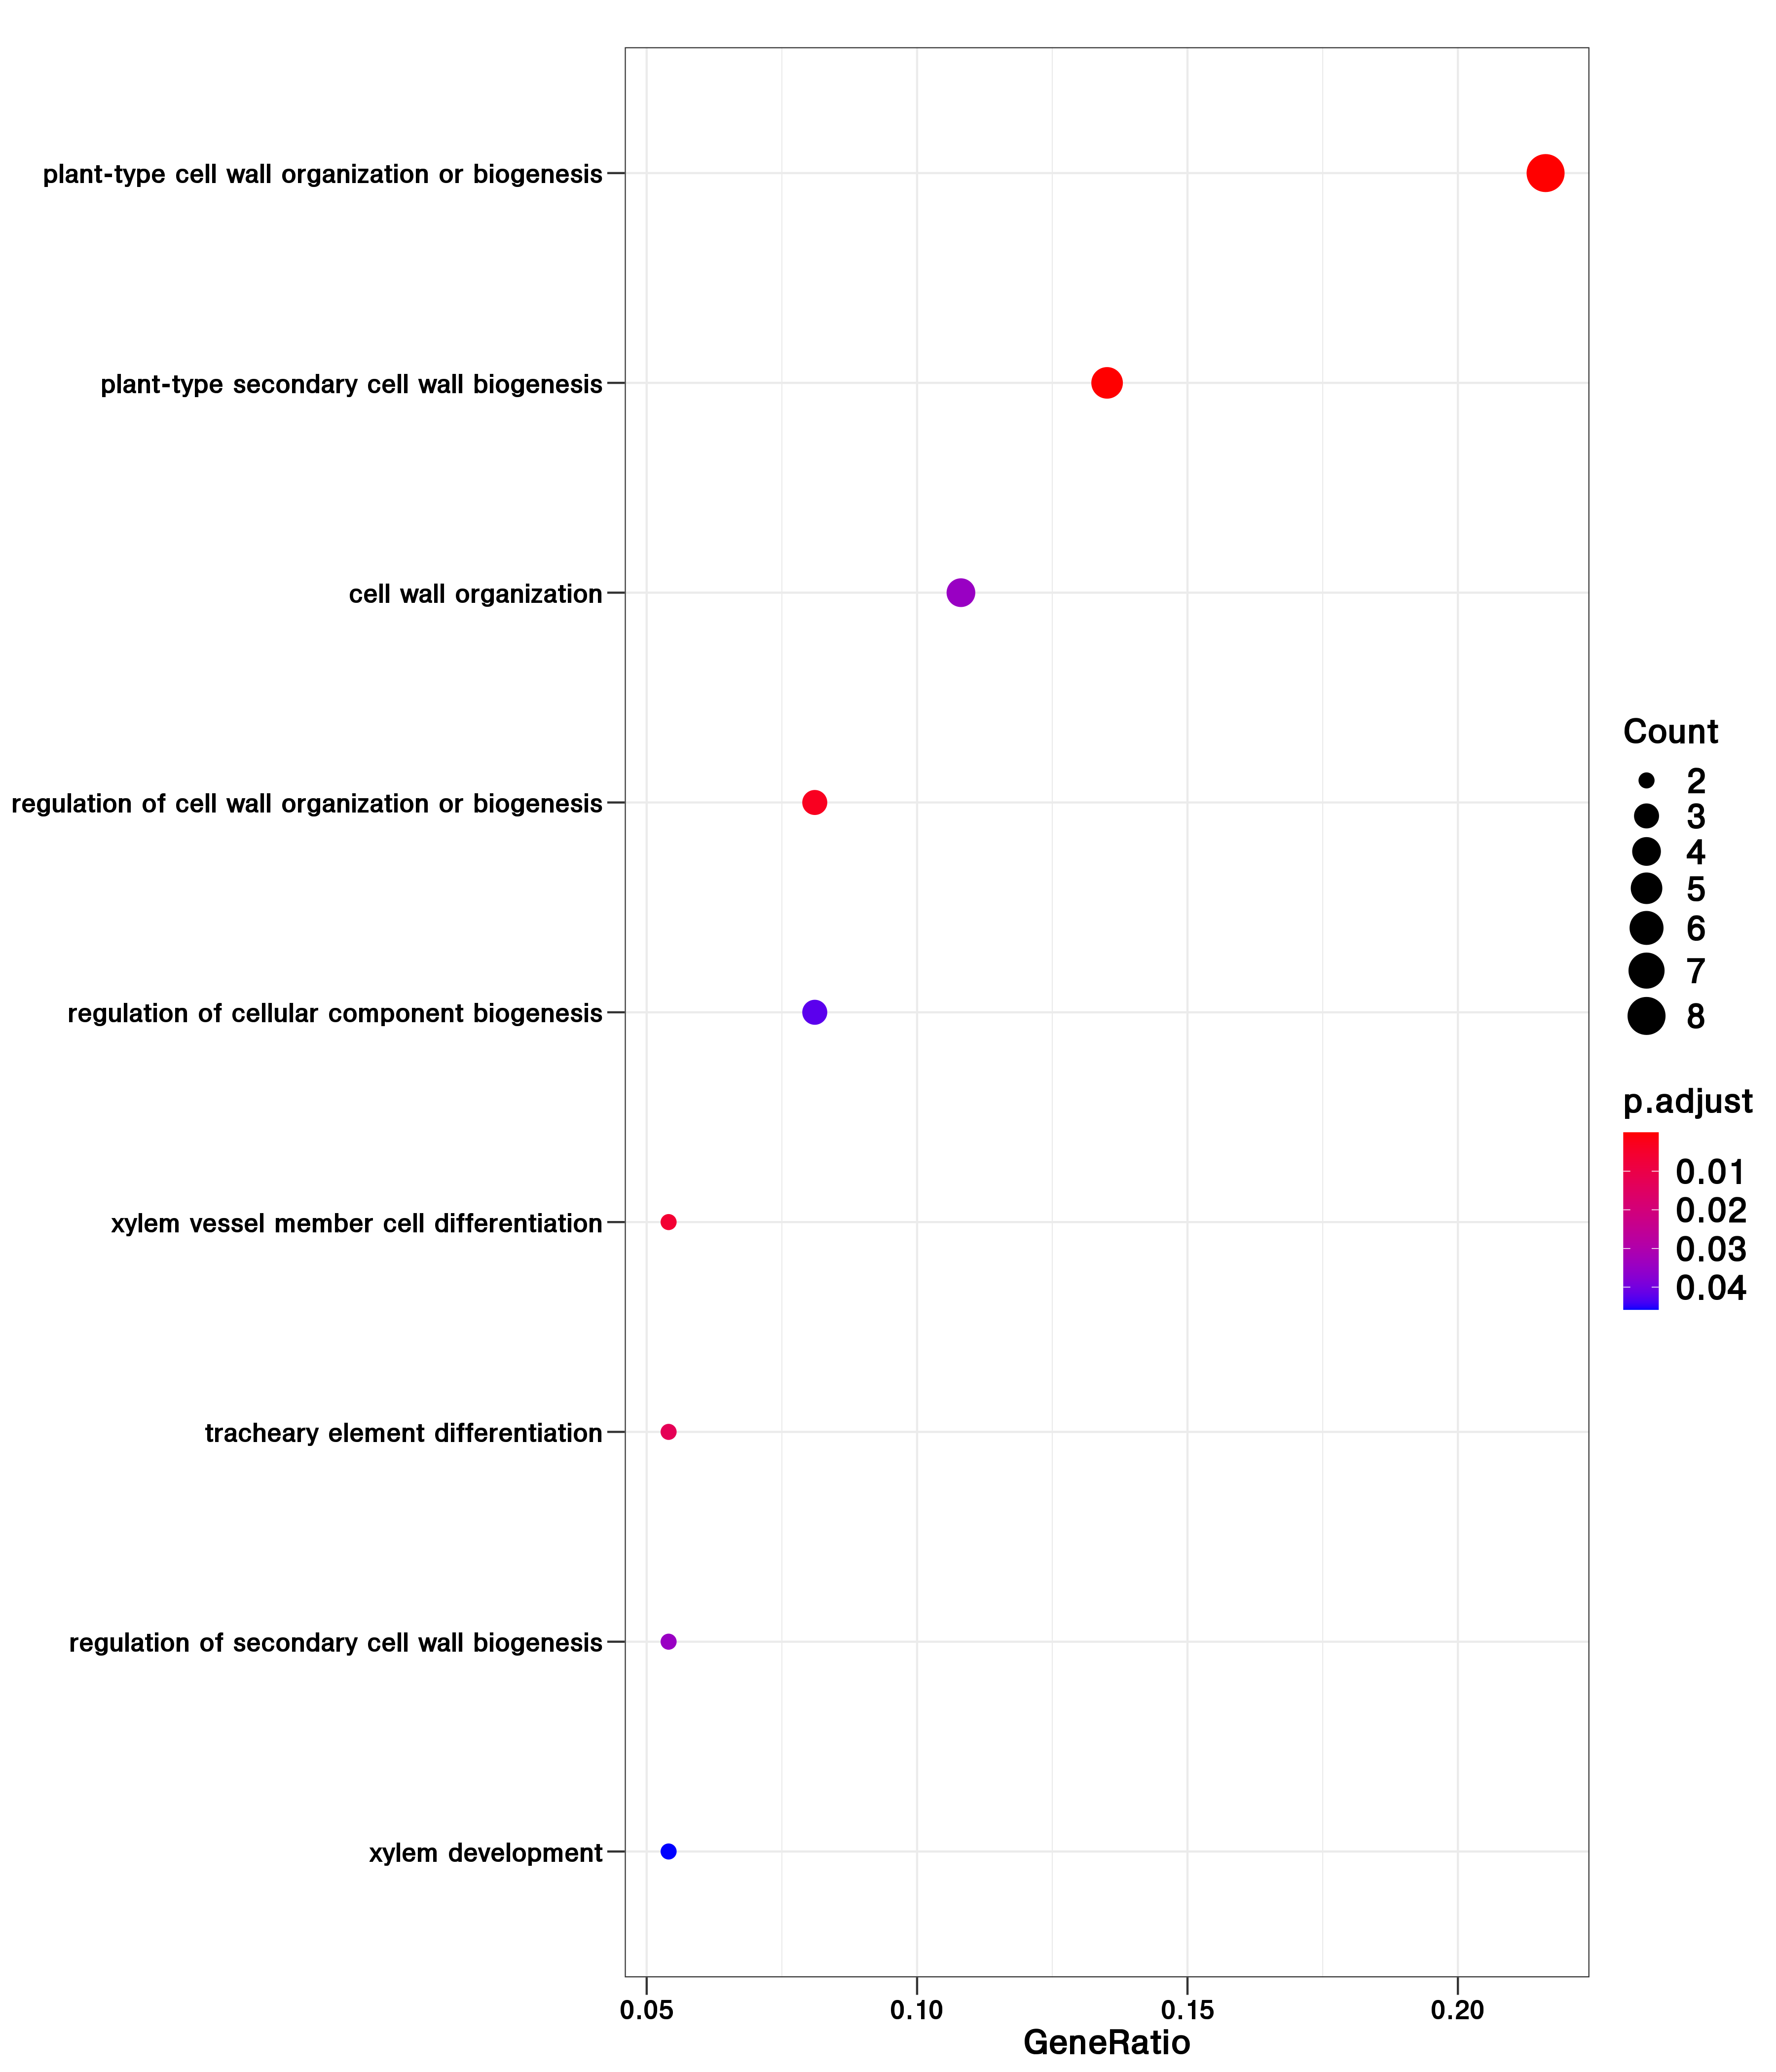 plant-type cell wall organization or biogenesis
plant-type secondary cell wall biogenesis
cell wall organization
regulation of cell wall organization or biogenesis
regulation of cellular component biogenesis
xylem vessel member cell differentiation
tracheary element differentiation
regulation of secondary cell wall biogenesis
xylem development
0.05 0.10 0.15 0.20
GeneRatio
Count
2
3
4
5
6
7
8
p.adjust
0.01
0.02
0.03
0.04